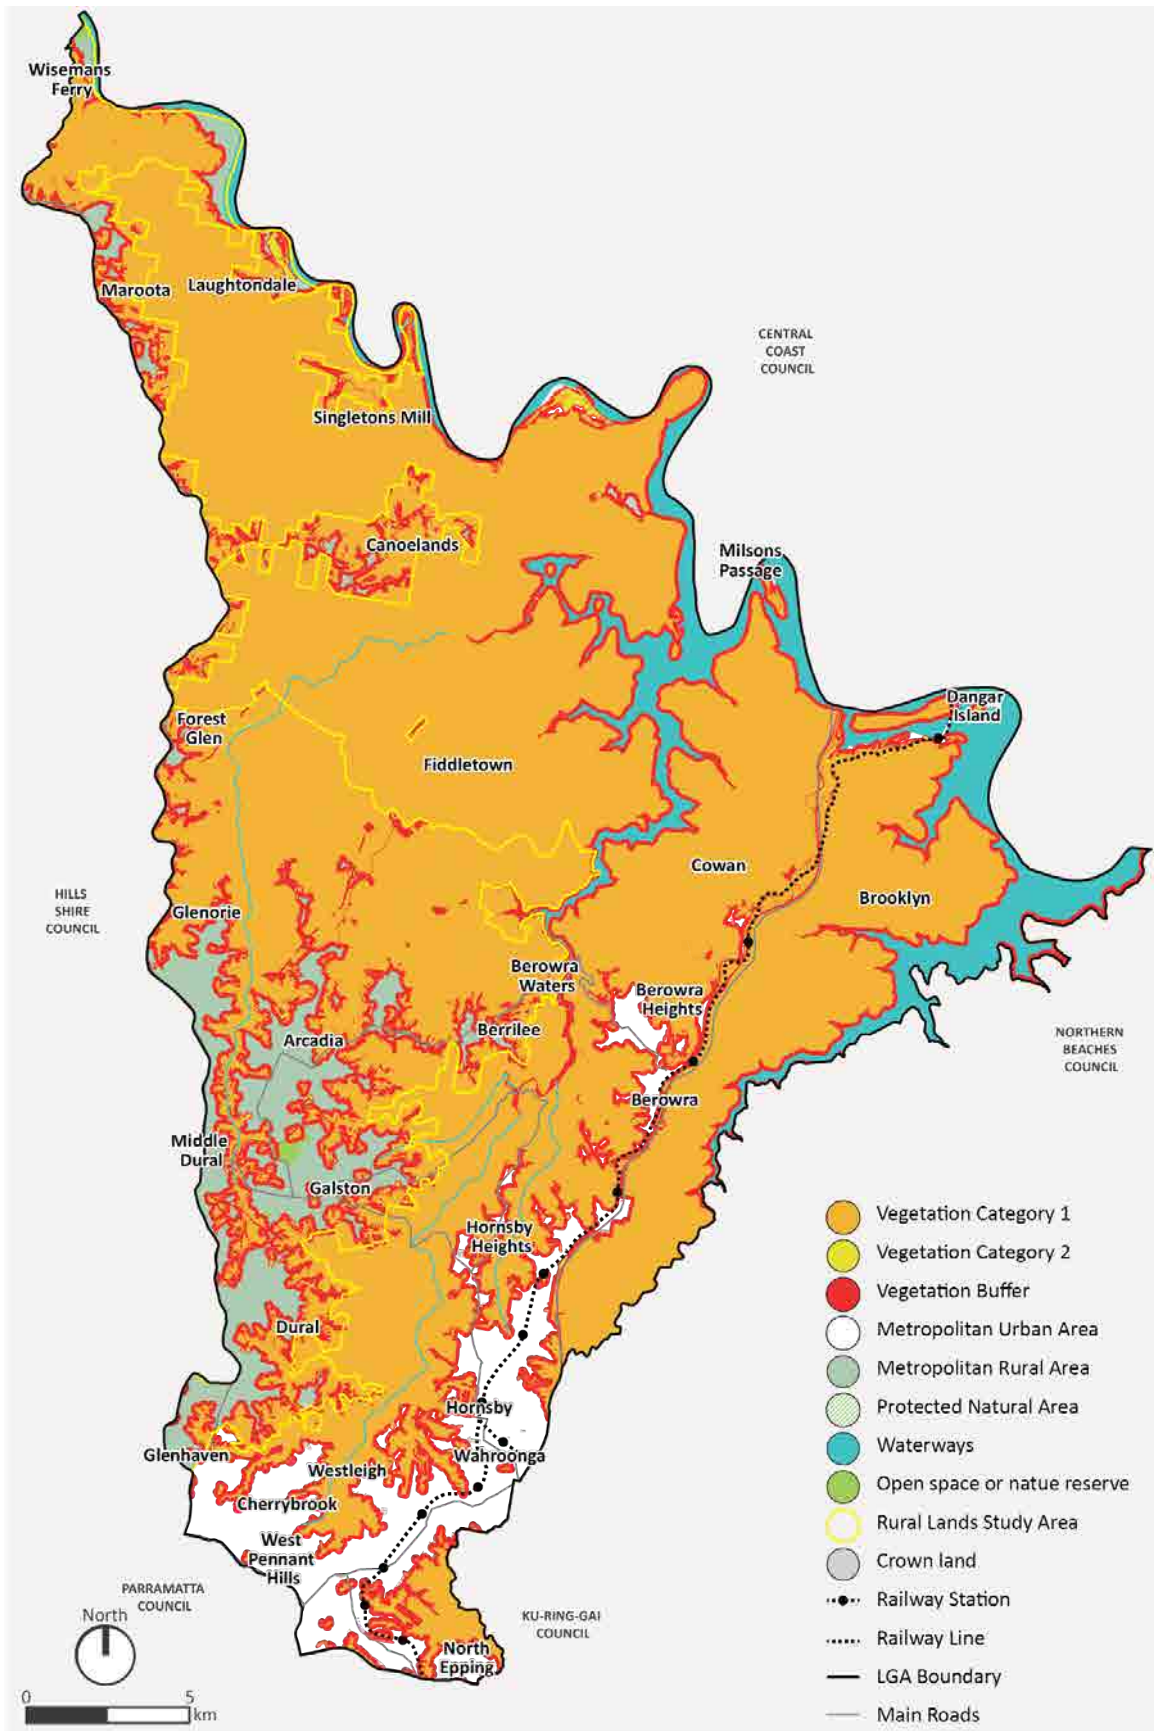 Wisemans
Ferry
Maroota
Laughtondale
Singletons Mill
CENTRAL
COAST
COUNCIL
Canoelands
Milsons
Passage
Dangar
Island
Forest
Glen
Fiddletown
Cowan
Brooklyn
HILLS
SHIRE
COUNCIL
Glenorie
Berowra
Waters
Berowra
Heights
Arcadia
Berrilee
NORTHERN
BEACHES
COUNCIL
Berowra
Middle
Dural
Galston
Hornsby
Heights
Dural
Hornsby
Glenhaven
Wahroonga
Westleigh
Cherrybrook
West
Pennant
Hills
PARRAMATTA
COUNCIL
KU-RING-GAI
COUNCIL
North
Epping
Vegetation Category 1
Vegetation Category 2
Vegetation Buffer
Metropolitan Urban Area
Metropolitan Rural Area
Protected Natural Area
Waterways
Open space or natue reserve
Rural Lands Study Area
Crown land
Railway Station
Railway Line
LGA Boundary
Main Roads
North
0 5
km